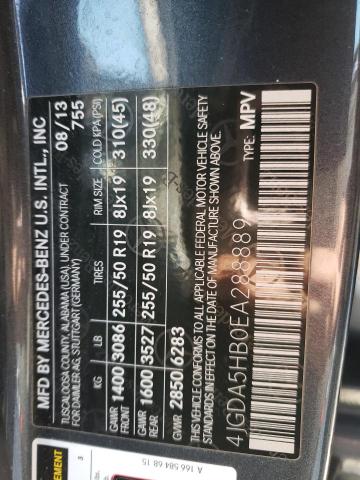 MFD BY MERCEDES-BENZ U.S. INTL., INC
TUSCALOOSA COUNTY, ALABAMA (USA), UNDER CONTRACT
FOR DAIMLER AG, STUTTGART (GERMANY)
08/13
755
KG LB TIRES RIM SIZE COLD KPA (PSI)
GAWR 1400 3086 255/50 R19 8Jx19 310(45)
FRONT
GAWR 1600 3527 255/50 R19 8Jx19 330(48)
REAR
GVWR 2850 6283
CONFORMS TO ALL APPLICABLE FEDERAL MOTOR VEHICLE SAFETY
STANDARDS IN EFFECT ON THE DATE OF MANUFACTURE SHOWN ABOVE.
4JGDA5HB0EA288889 TYPE: MPV
A 166 584 68 15
3